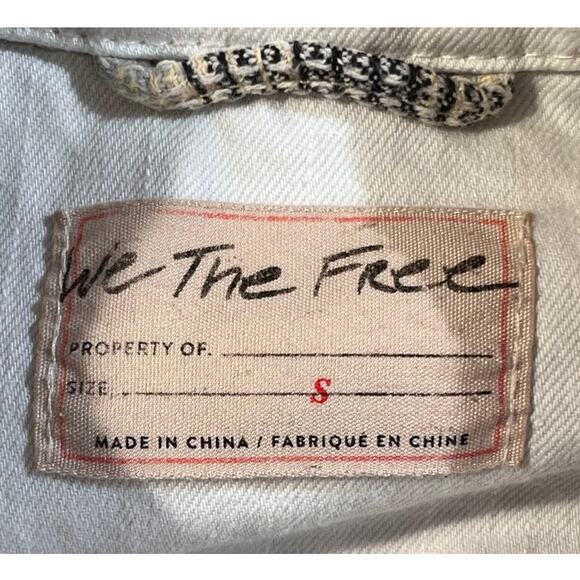 We The Free
PROPERTY OF.
SIZE. S
MADE IN CHINA / FABRIQUÉ EN CHINE